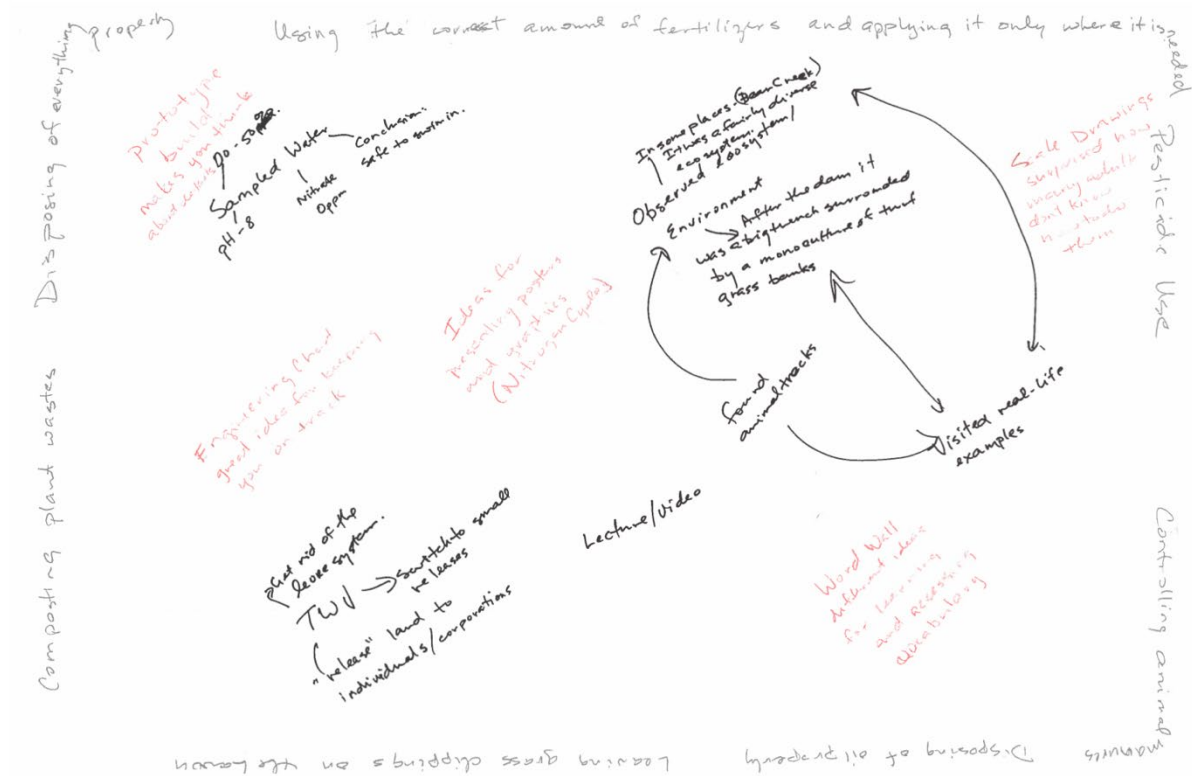 Disposing of everything properly
Using the correct amount of fertilizers and applying it only where it is needed
Pesticide Use
Controlling animal manures
Disposing of oil properly
Leaving grass clippings on the lawn
Composting plant wastes
prototype
build
makes you think
about
DO-50
Sampled Water
pH-8
Nitrate
0ppm
Conclusion:
safe to swim in.
In some places (Bear Creek)
It was a fairly diverse
ecosystem.
Observed Ecosystem/
Environment
After the dam it
was a big trench surrounded
by a monoculture of turf
grass banks
found
animal tracks
Visited real-life
examples
Scale Drawings
surprised how
many adults
don't know
how to do
them
Ideas for
presenting posters
and graphics
(Nitrogen Cycle)
Engineering Chart
good idea for keeping
you on track
Get rid of the
system.
switch to small
releases
"release" land to
individuals/corporations
Lecture/video
Word Wall
different ideas
for learning
and accessing
vocabulary